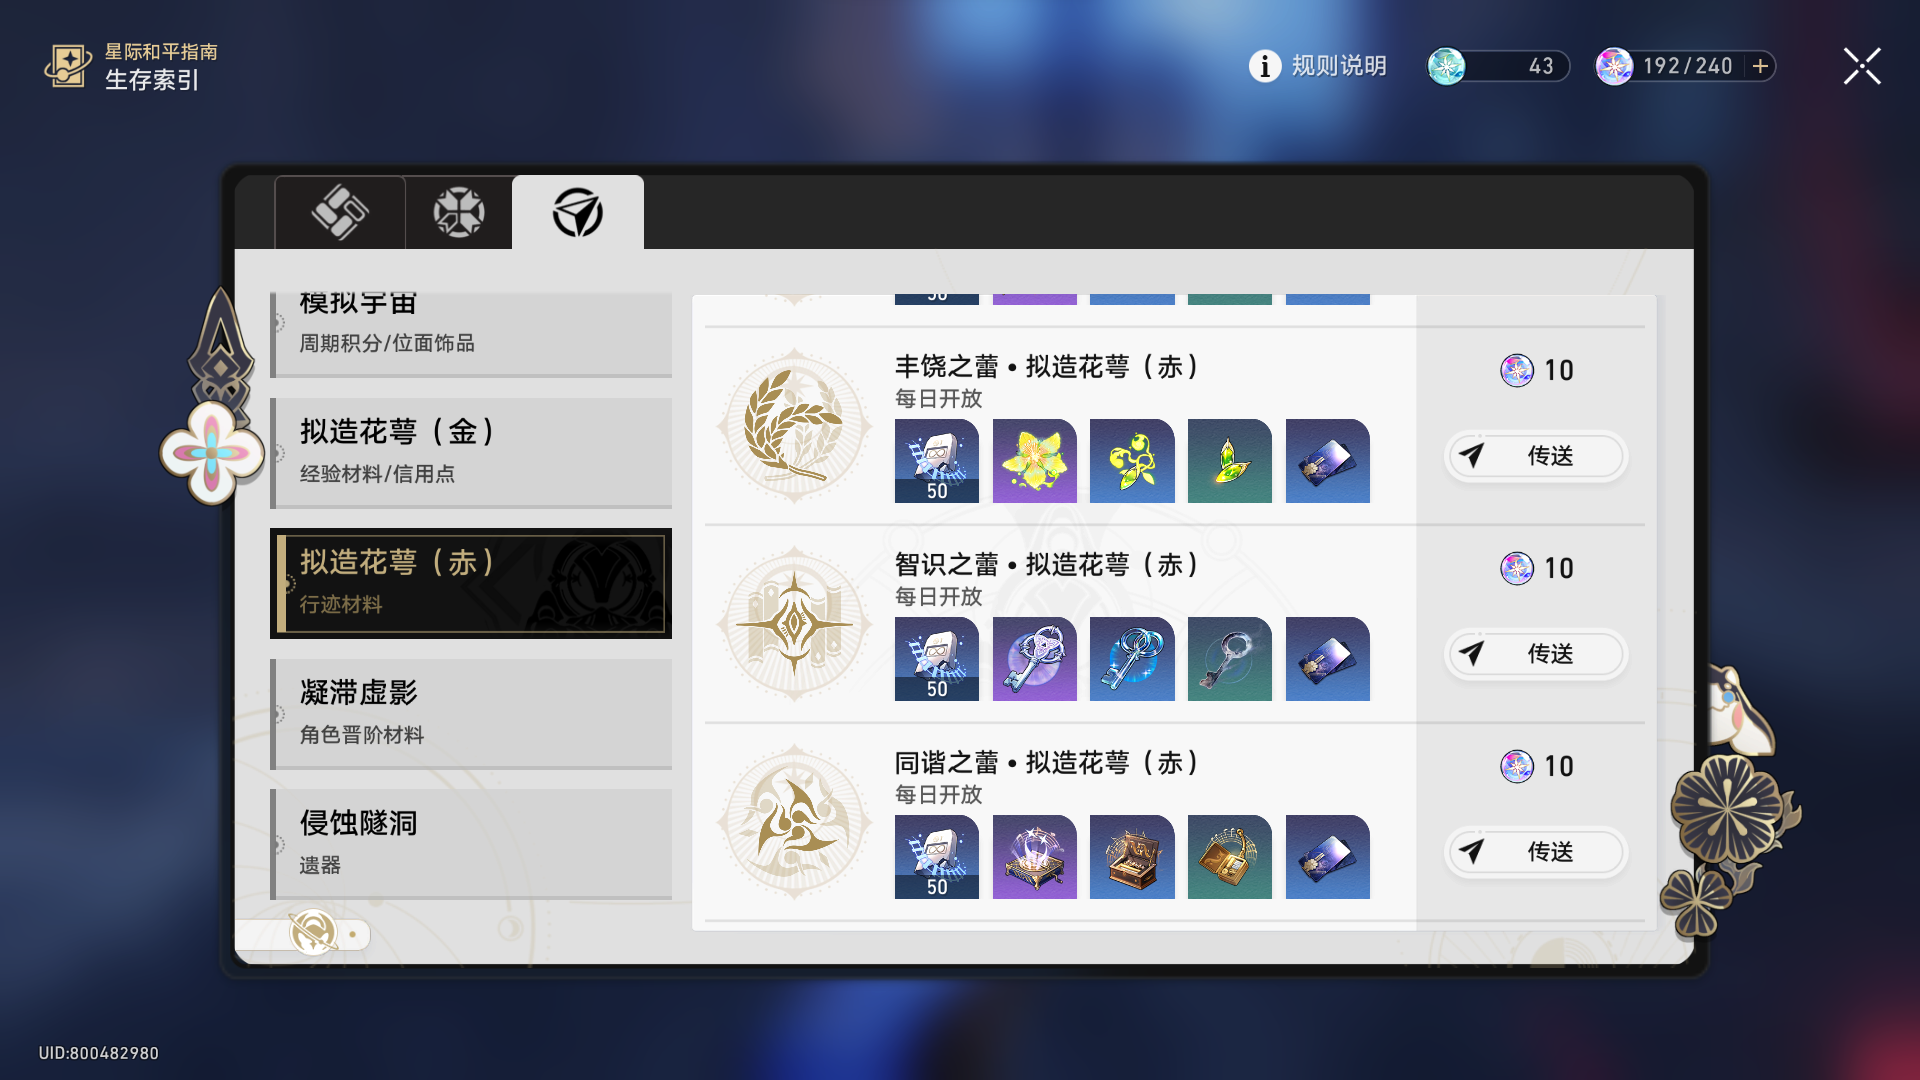 星际和平指南
生存索引
规则说明
43
192/240
模拟宇宙
周期积分/位面饰品
拟造花萼（金）
经验材料/信用点
拟造花萼（赤）
行迹材料
凝滞虚影
角色晋阶材料
侵蚀隧洞
遗器
50
丰饶之蕾•拟造花萼（赤）
每日开放
50
10
传送
智识之蕾•拟造花萼（赤）
每日开放
50
10
传送
同谐之蕾•拟造花萼（赤）
每日开放
50
10
传送
UID:800482980